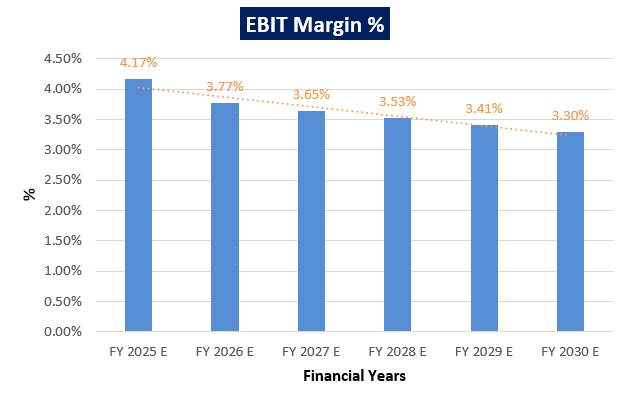 EBIT Margin %
4.50%
4.00%
3.50%
3.00%
2.50%
2.00%
1.50%
1.00%
0.50%
0.00%
%
4.17%
3.77%
3.65%
3.53%
3.41%
3.30%
FY 2025 E
FY 2026 E
FY 2027 E
FY 2028 E
FY 2029 E
FY 2030 E
Financial Years